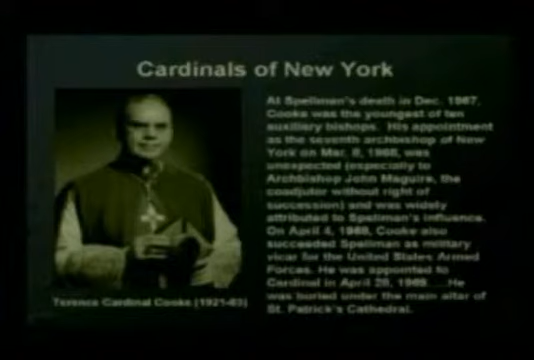 Cardinals of New York
At Spellman's death in Dec. 1967,
Cooke was the youngest of ten
auxiliary bishops. His appointment
as the seventh archbishop of New
York on Mar. 8, 1968, was
unexpected (especially to
Archbishop John Maguire, the
coadjutor without right of
succession) and was widely
attributed to Spellman's influence.
On April 4, 1968, Cooke also
succeeded Spellman as military
vicar for the United States Armed
Forces. He was appointed to
Cardinal in April 28, 1969. ...He
was buried under the main altar of
St. Patrick's Cathedral.
Terence Cardinal Cooke (1921-83)